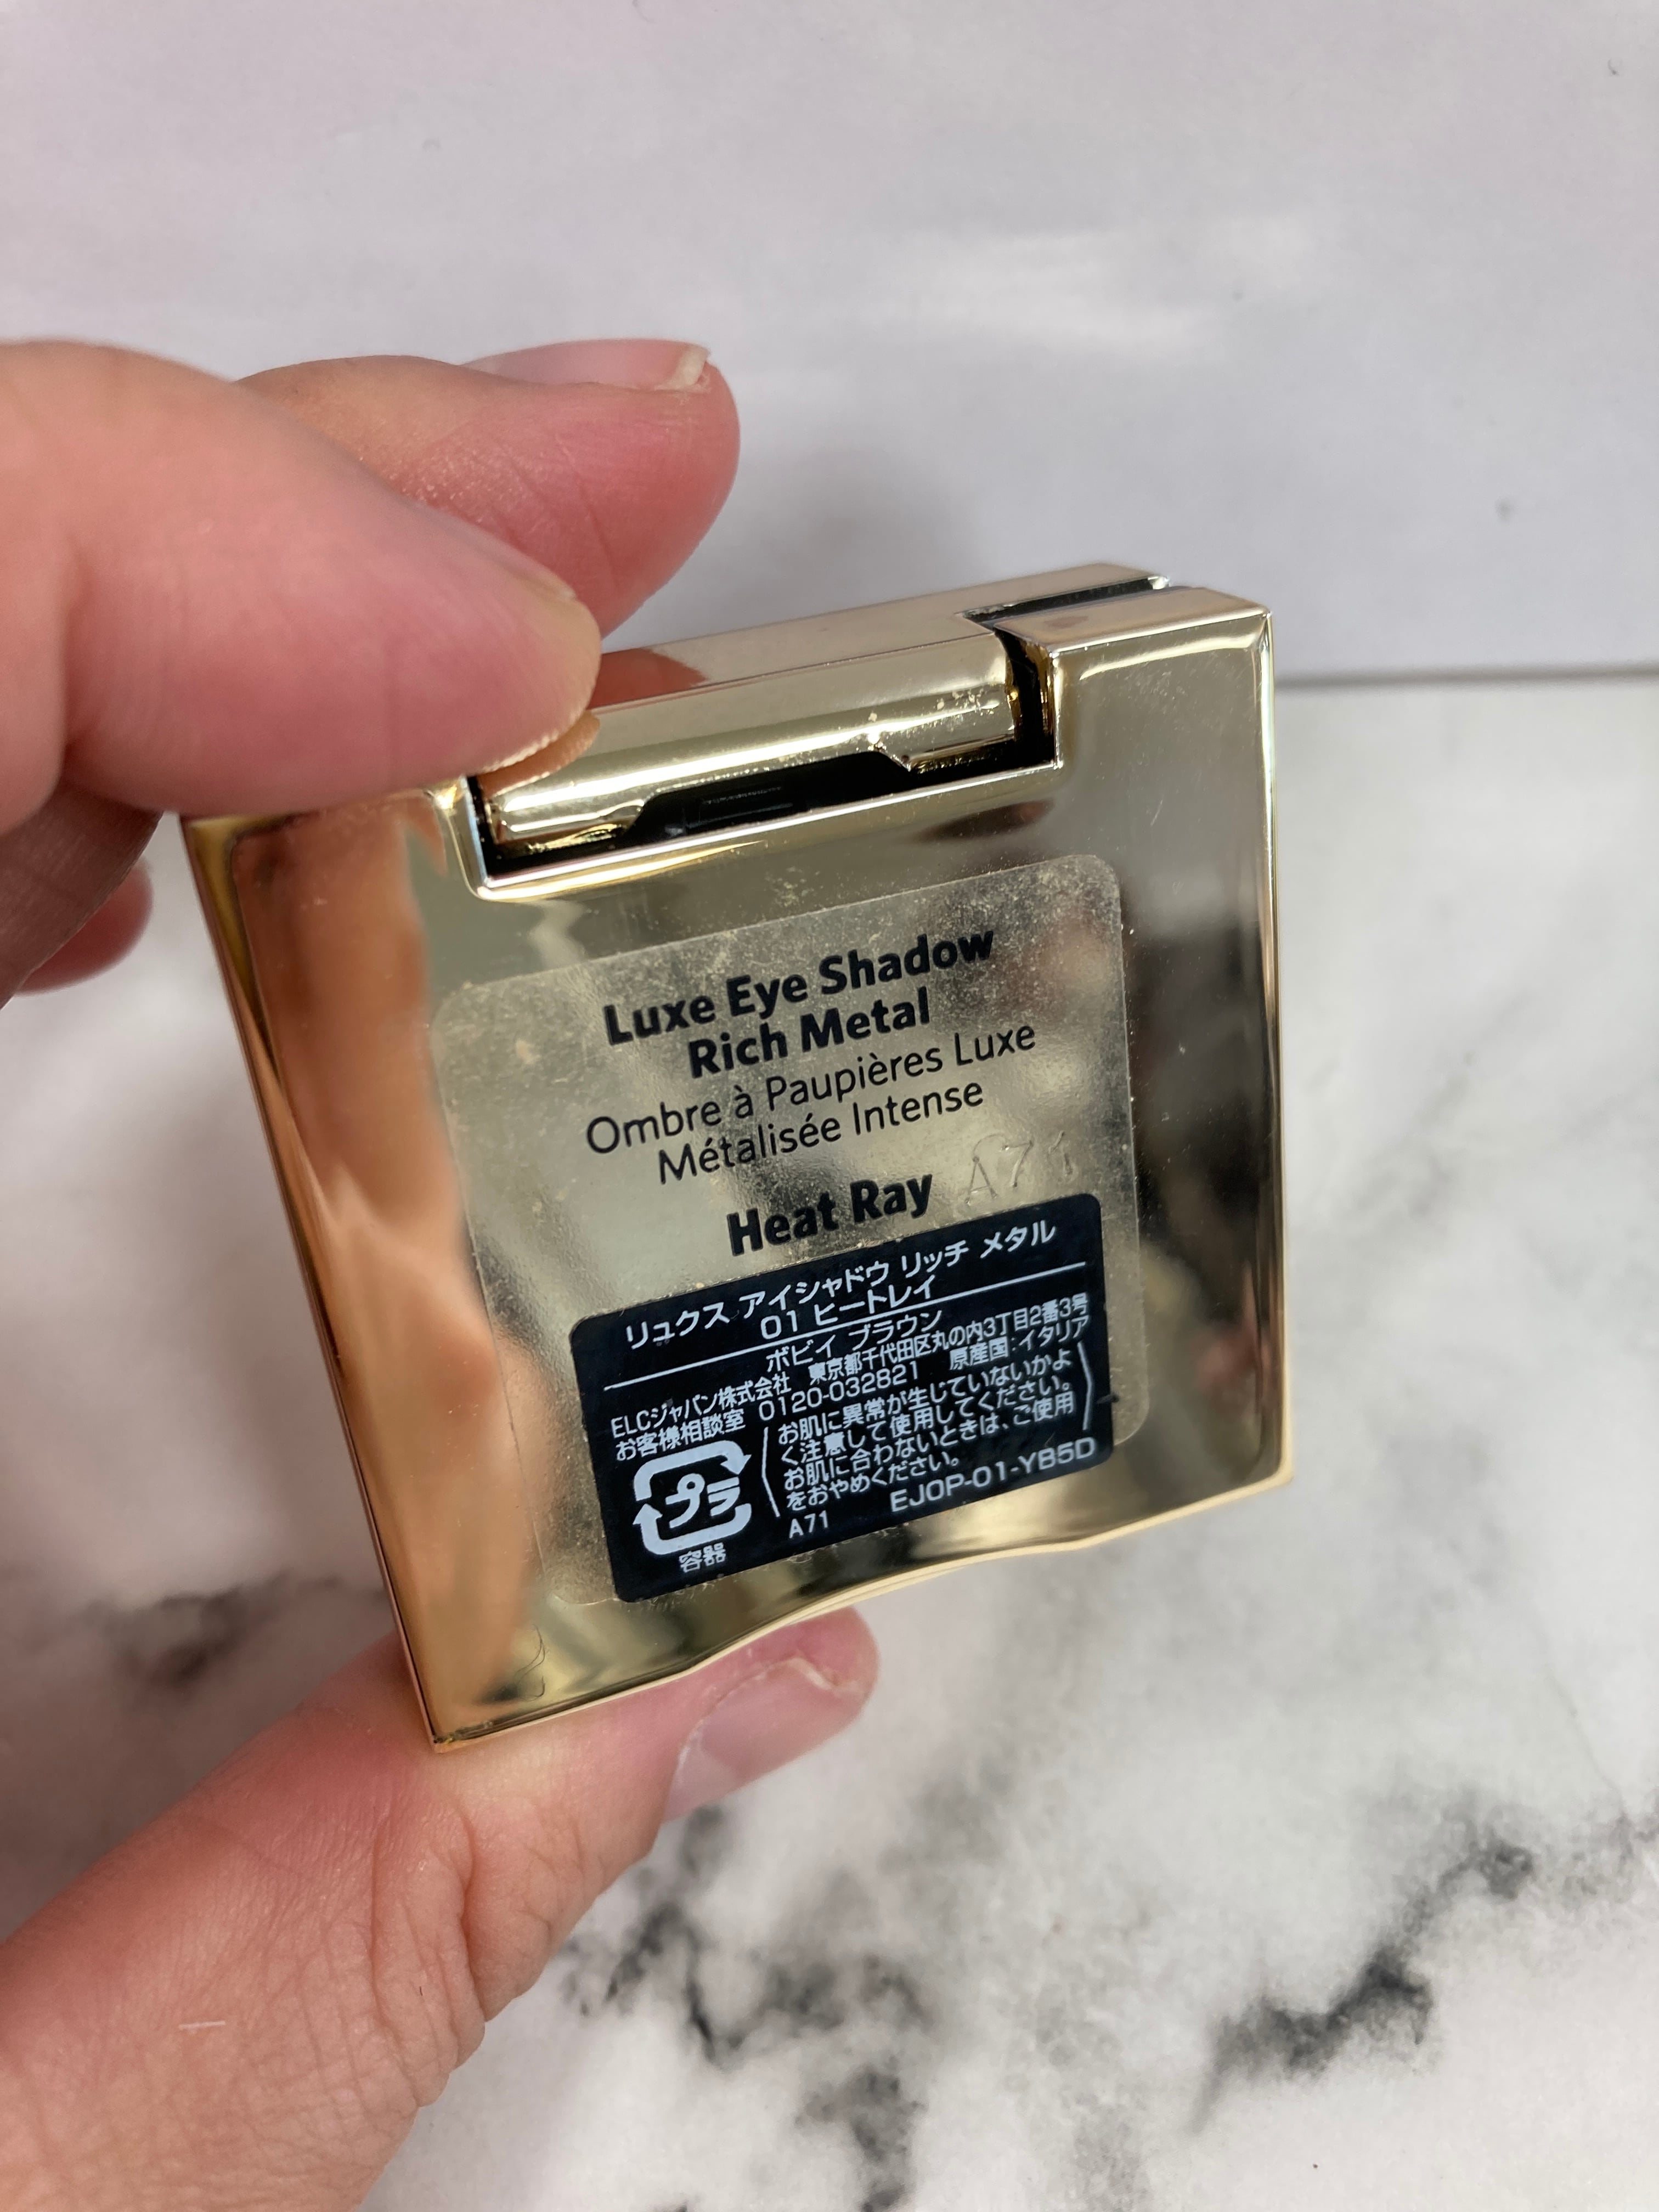 Luxe Eye Shadow
Rich Metal
Ombre à Paupières Luxe
Métalisée Intense
A71
Heat Ray
リュクス アイシャドウ リッチ メタル
01 ヒートレイ
ボビイ ブラウン
ELCジャパン株式会社 東京都千代田区丸の内3丁目2番3号
お客様相談室 0120-032821 原産国:イタリア
お肌に異常が生じていないかよ
く注意して使用してください。
お肌に合わないときは、ご使用
をおやめください。
プラ
容器
A71 EJ0P-01-YB5D